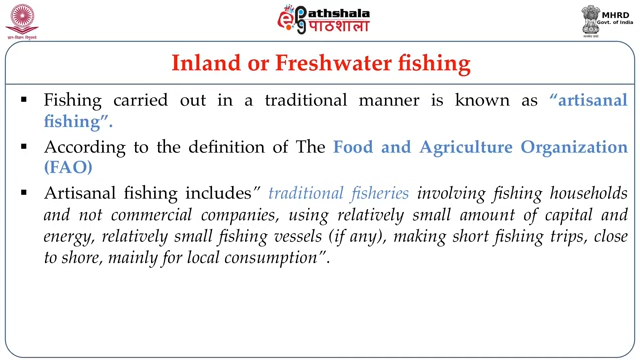 Pathshala
पाठशाला
MHRD
Govt. of India
Inland or Freshwater fishing
▪ Fishing carried out in a traditional manner is known as “artisanal
fishing”.
▪ According to the definition of The Food and Agriculture Organization
(FAO)
▪ Artisanal fishing includes” traditional fisheries involving fishing households
and not commercial companies, using relatively small amount of capital and
energy, relatively small fishing vessels (if any), making short fishing trips, close
to shore, mainly for local consumption”.